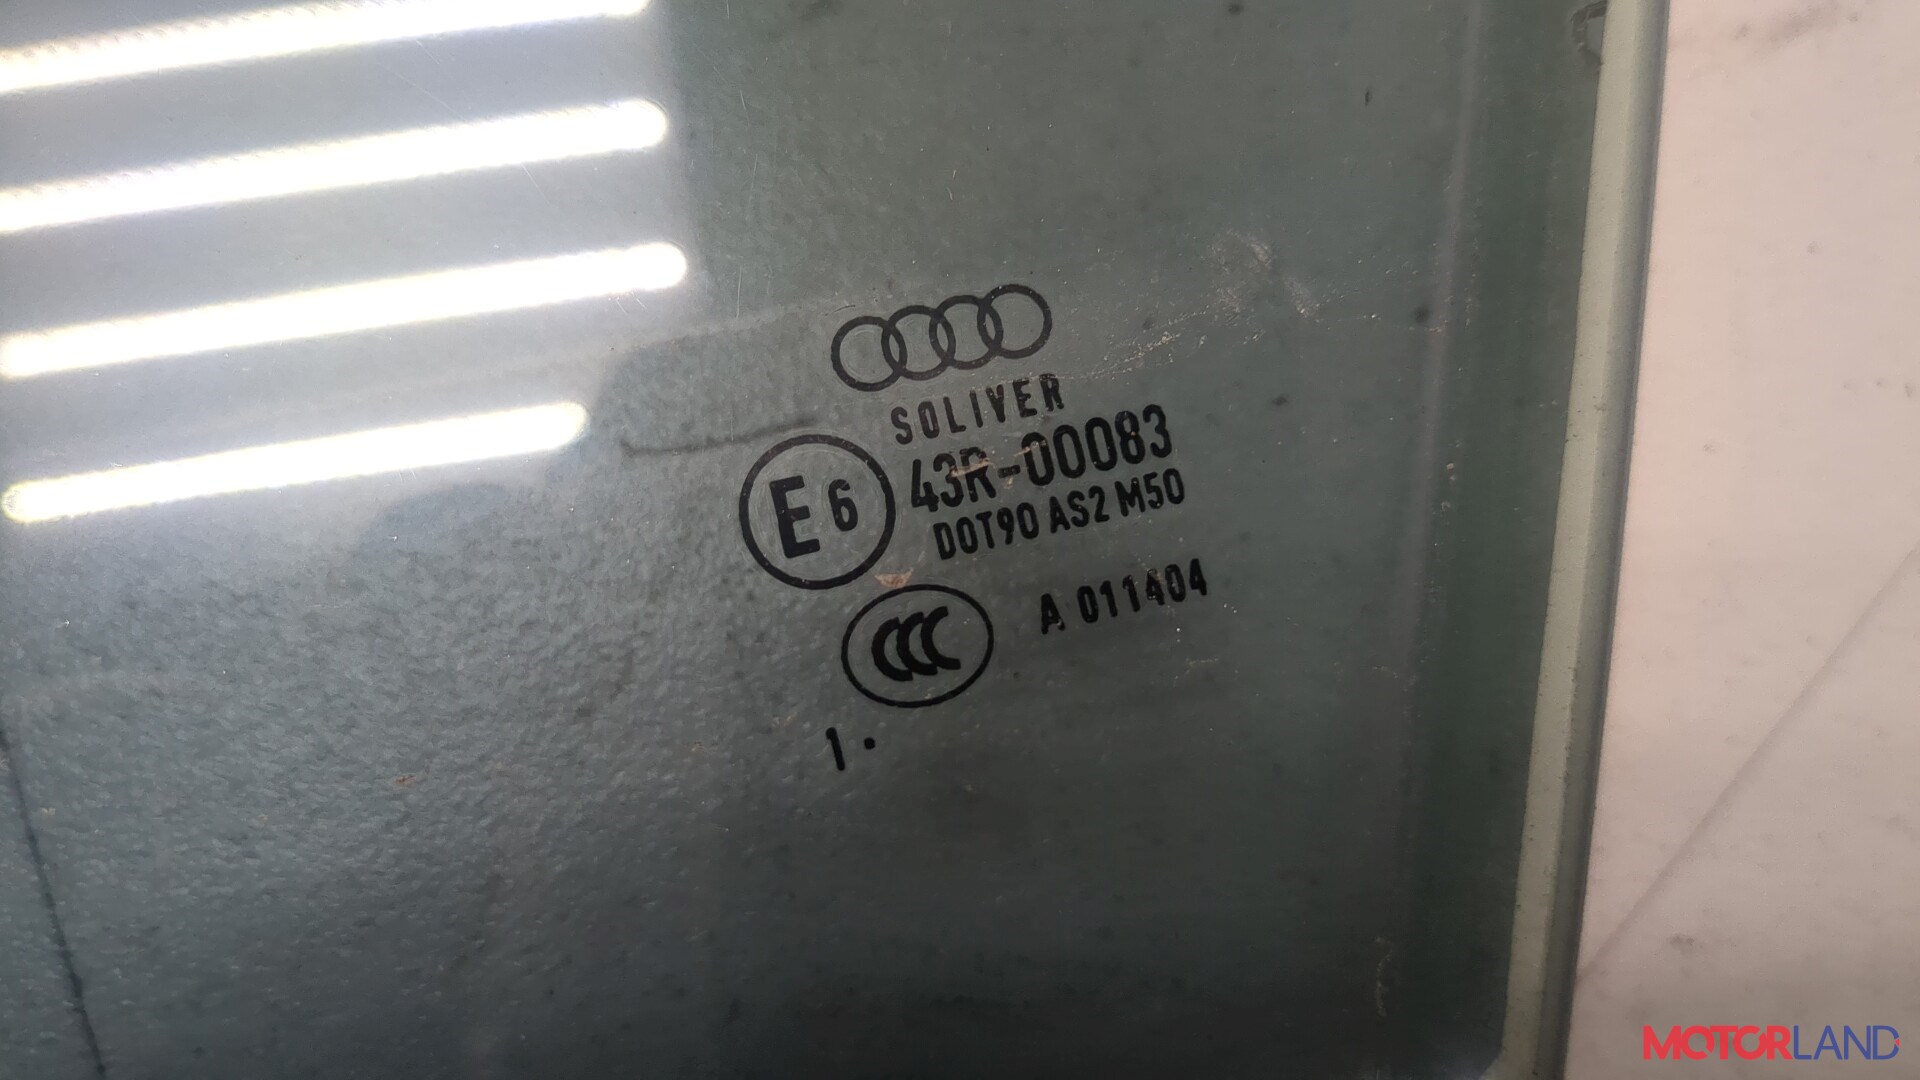 SOLIVER
E6 43R-00083
DOT90 AS2 M50
CCC A 011404
1 .
MOTORLAND